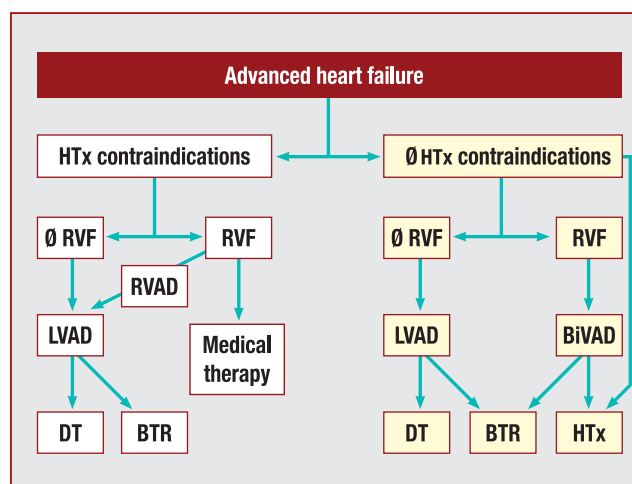 Advanced heart failure
HTx contraindications
Ø HTx contraindications
Ø RVF
RVF
Ø RVF
RVF
RVAD
LVAD
Medical
therapy
LVAD
BiVAD
DT
BTR
DT
BTR
HTx